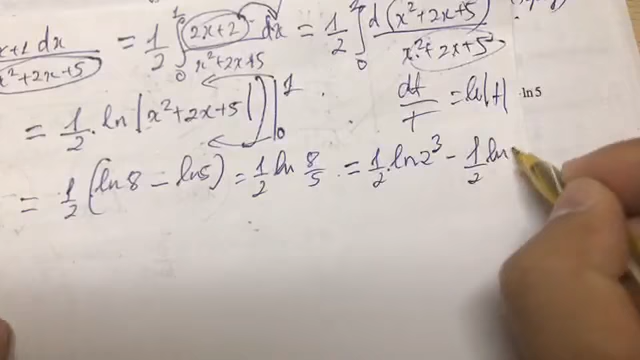 x+1 dx / x²+2x+5 = 1/2 ∫₀¹ (2x+2) dx / x²+2x+5 = 1/2 ∫₀ d(x²+2x+5) / x²+2x+5
= 1/2 . ln |x²+2x+5| |₀¹ dt/t = ln|t| ln5
= 1/2 (ln8 - ln5) = 1/2 ln 8/5 = 1/2 . ln2³ - 1/2 ln